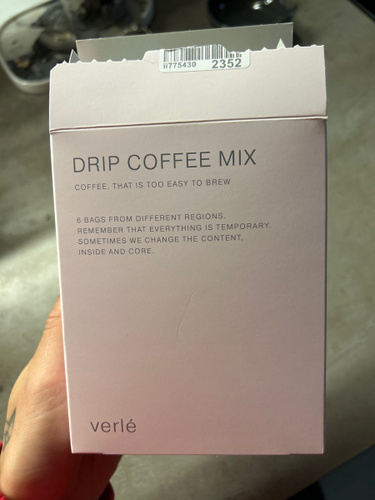 11775430 2352
DRIP COFFEE MIX
COFFEE, THAT IS TOO EASY TO BREW
6 BAGS FROM DIFFERENT REGIONS.
REMEMBER THAT EVERYTHING IS TEMPORARY.
SOMETIMES WE CHANGE THE CONTENT,
INSIDE AND CORE.
verlé